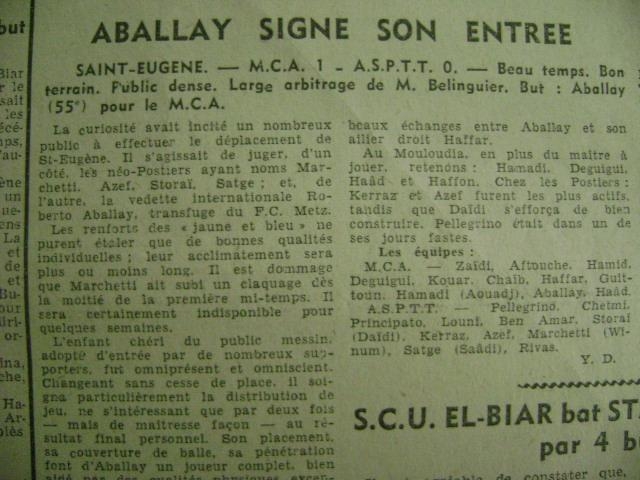 ABALLAY SIGNE SON ENTREE
SAINT-EUGENE. — M.C.A. 1 - A.S.P.T.T. 0. — Beau temps. Bon
terrain. Public dense. Large arbitrage de M. Belinguier. But : Aballay
(55e) pour le M.C.A.
La curiosité avait incité un nombreux
public à effectuer le déplacement de
St-Eugène. Il s'agissait de juger, d'un
côté, les néo-Postiers ayant noms Mar-
chetti, Azef, Storaï, Satge ; et, de
l'autre, la vedette internationale Ro-
berto Aballay, transfuge du F.C. Metz.
Les renforts des « jaune et bleu » ne
purent étaler que de bonnes qualités
individuelles ; leur acclimatement sera
plus ou moins long. Il est dommage
que Marchetti ait subi un claquage dès
la moitié de la première mi-temps. Il
sera certainement indisponible pour
quelques semaines.
L'enfant chéri du public messin,
adopté d'entrée par de nombreux sup-
porters, fut omniprésent et omniscient.
Changeant sans cesse de place, il soi-
gna particulièrement la distribution de
jeu, ne s'intéressant que par deux fois
— mais de maîtresse façon — au ré-
sultat final personnel. Son placement,
sa couverture de balle, sa pénétration
font d'Aballay un joueur complet, bien
beaux échanges entre Aballay et son
ailier droit Haffar.
Au Mouloudia, en plus du maître à
jouer, retenons : Hamadi, Deguigui,
Haâd et Haffon. Chez les Postiers :
Kerraz et Azef furent les plus actifs,
tandis que Daïdi s'efforça de bien
construire. Pellegrino était dans un de
ses jours fastes.
Les équipes :
M.C.A. — Zaïdi, Aftouche, Hamid,
Deguigui, Kouar, Chaïb, Haffar, Guit-
toun, Hamadi (Aouadj), Aballay, Haâd.
A.S.P.T.T. — Pellegrino, Chetmi,
Principato, Louni, Ben Amar, Storaï
(Daïdi), Kerraz, Azef, Marchetti (Wi-
num), Satge (Saâdi), Rivas.
Y. D.
S.C.U. EL-BIAR bat ST
par 4 b